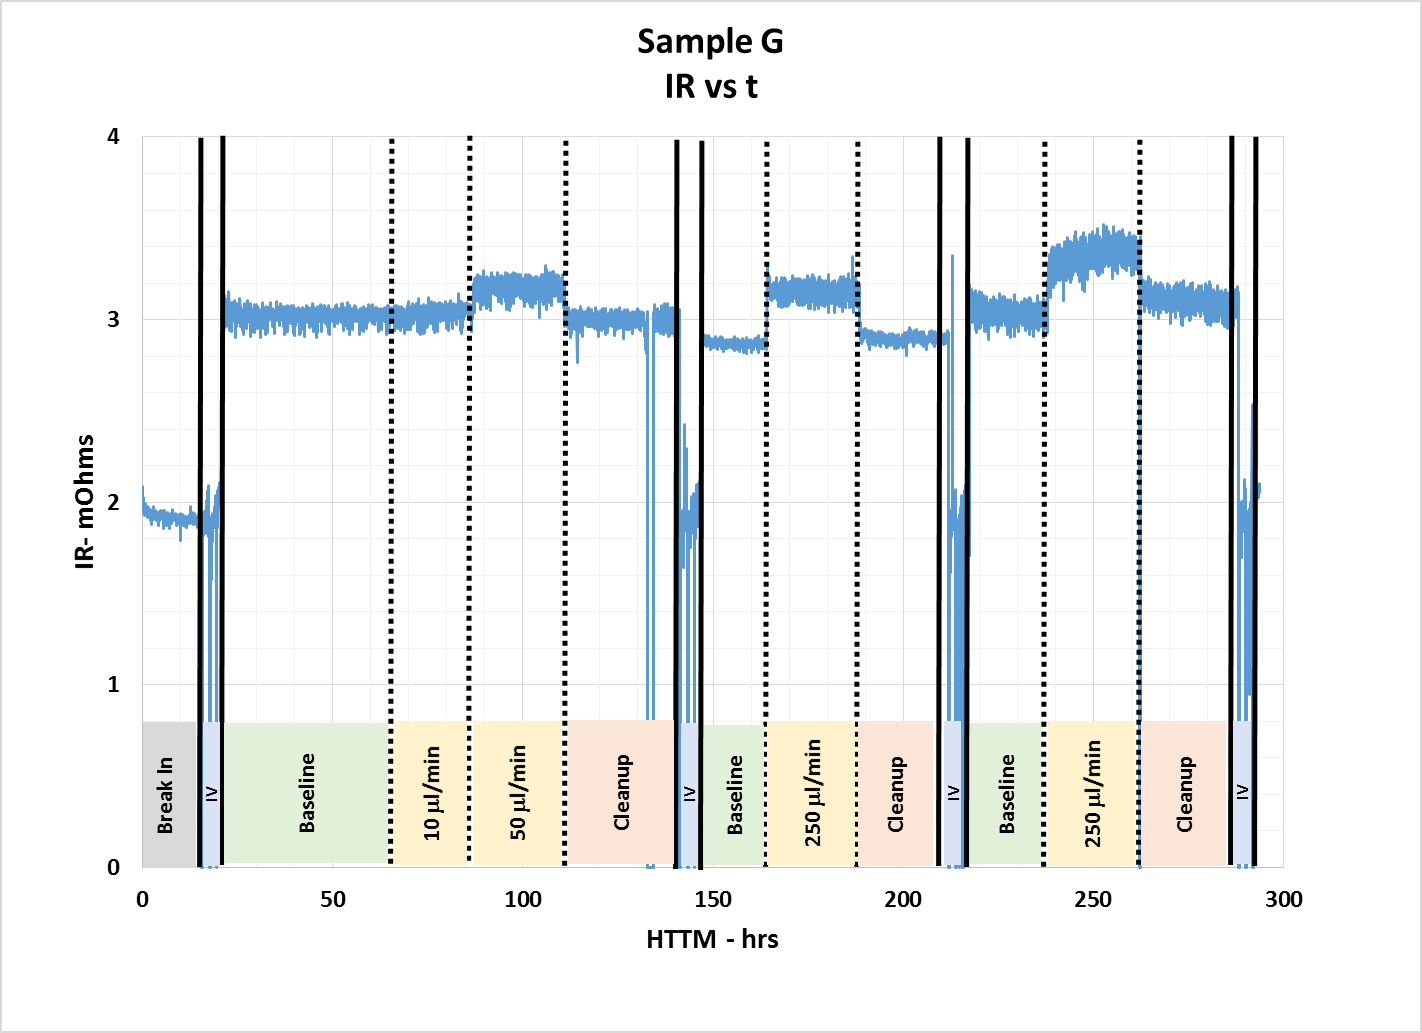 Sample G
IR vs t
4
3
2
1
0
IR- mOhms
Break In
IV
Baseline
10 μl/min
50 μl/min
Cleanup
IV
Baseline
250 μl/min
Cleanup
IV
Baseline
250 μl/min
Cleanup
IV
0 50 100 150 200 250 300
HTTM - hrs